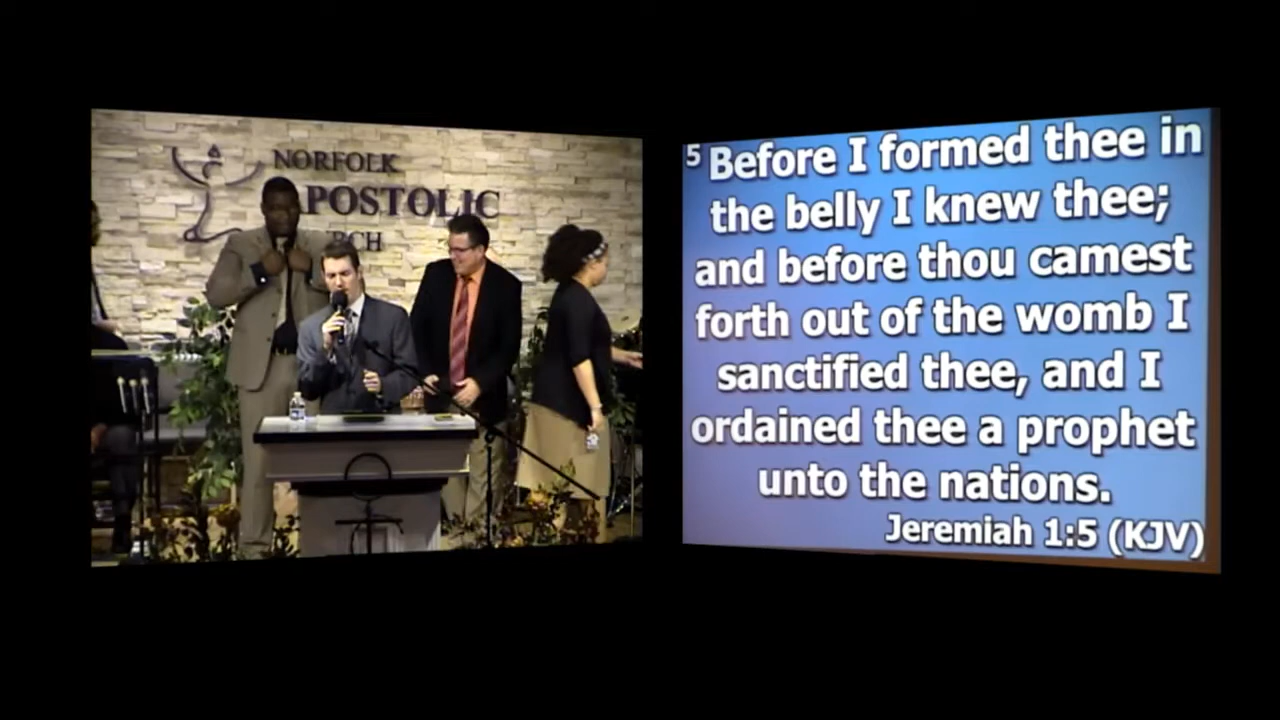 NORFOLK
POSTOLIC
RCH
5 Before I formed thee in
the belly I knew thee;
and before thou camest
forth out of the womb I
sanctified thee, and I
ordained thee a prophet
unto the nations.
Jeremiah 1:5 (KJV)